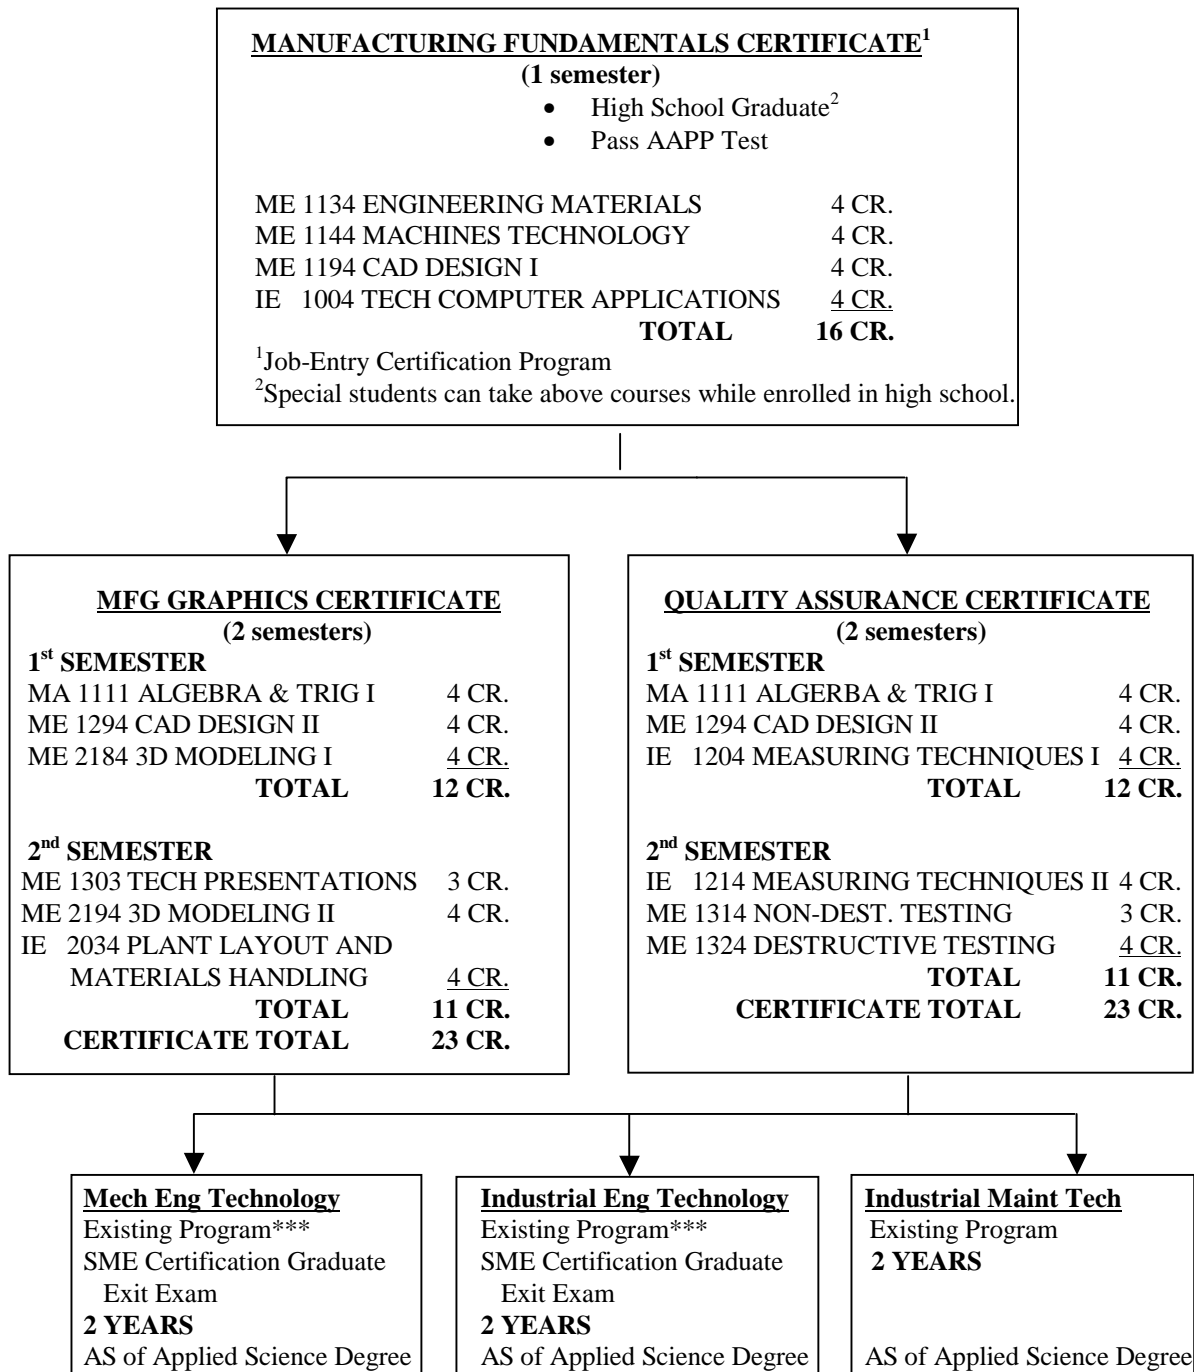 MANUFACTURING FUNDAMENTALS CERTIFICATE1
(1 semester)
• High School Graduate2
• Pass AAPP Test
ME 1134 ENGINEERING MATERIALS 4 CR.
ME 1144 MACHINES TECHNOLOGY 4 CR.
ME 1194 CAD DESIGN I 4 CR.
IE 1004 TECH COMPUTER APPLICATIONS 4 CR.
TOTAL 16 CR.
1Job-Entry Certification Program
2Special students can take above courses while enrolled in high school.
MFG GRAPHICS CERTIFICATE
(2 semesters)
1st SEMESTER
MA 1111 ALGEBRA & TRIG I 4 CR.
ME 1294 CAD DESIGN II 4 CR.
ME 2184 3D MODELING I 4 CR.
TOTAL 12 CR.
2nd SEMESTER
ME 1303 TECH PRESENTATIONS 3 CR.
ME 2194 3D MODELING II 4 CR.
IE 2034 PLANT LAYOUT AND
MATERIALS HANDLING 4 CR.
TOTAL 11 CR.
CERTIFICATE TOTAL 23 CR.
QUALITY ASSURANCE CERTIFICATE
(2 semesters)
1st SEMESTER
MA 1111 ALGERBA & TRIG I 4 CR.
ME 1294 CAD DESIGN II 4 CR.
IE 1204 MEASURING TECHNIQUES I 4 CR.
TOTAL 12 CR.
2nd SEMESTER
IE 1214 MEASURING TECHNIQUES II 4 CR.
ME 1314 NON-DEST. TESTING 3 CR.
ME 1324 DESTRUCTIVE TESTING 4 CR.
TOTAL 11 CR.
CERTIFICATE TOTAL 23 CR.
Mech Eng Technology
Existing Program***
SME Certification Graduate
Exit Exam
2 YEARS
AS of Applied Science Degree
Industrial Eng Technology
Existing Program***
SME Certification Graduate
Exit Exam
2 YEARS
AS of Applied Science Degree
Industrial Maint Tech
Existing Program
2 YEARS
AS of Applied Science Degree